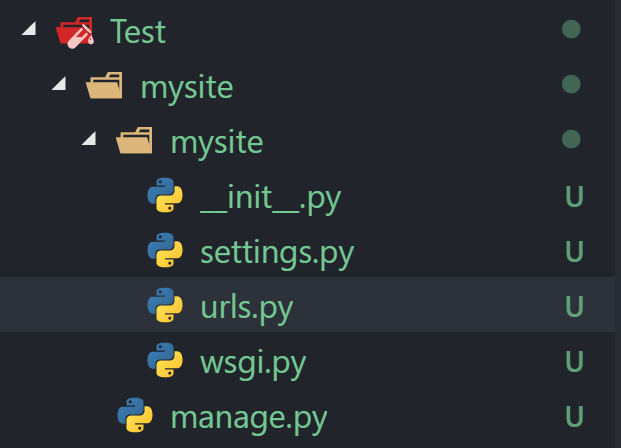 Test
mysite
mysite
__init__.py U
settings.py U
urls.py U
wsgi.py U
manage.py U